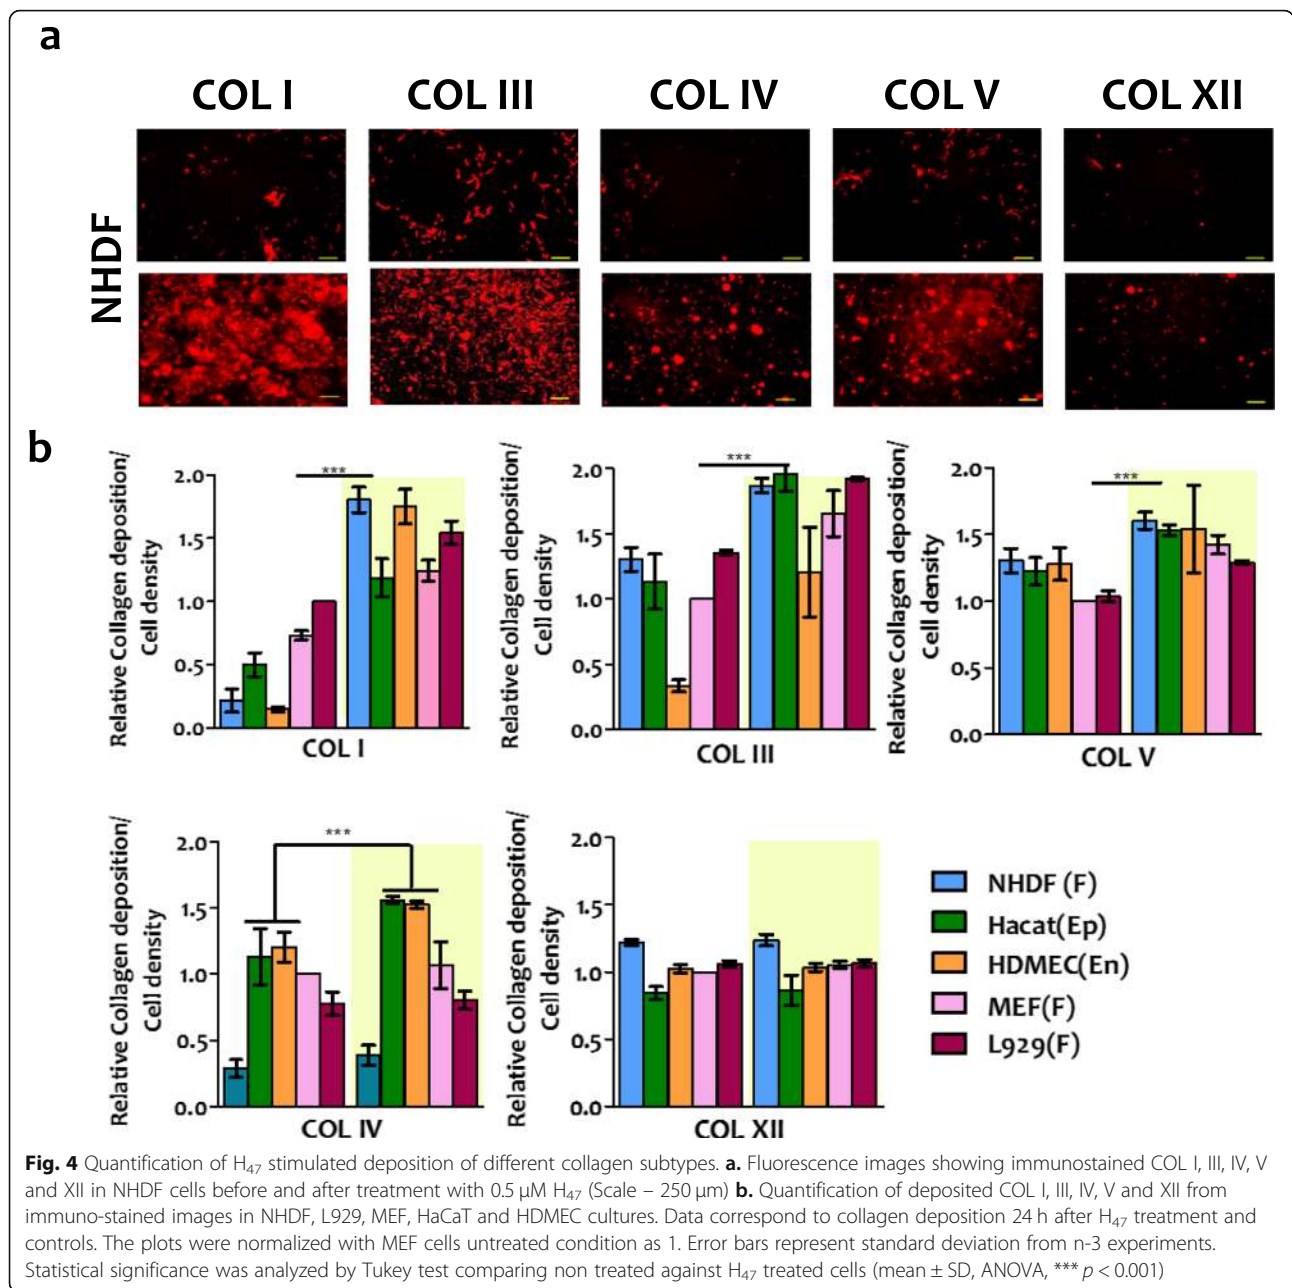 a
COL I COL III COL IV COL V COL XII
NHDF
b
Relative Collagen deposition/
Cell density
2.0
1.5
1.0
0.5
0.0
***
COL I
Relative Collagen deposition/
Cell density
2.0
1.5
1.0
0.5
0.0
***
COL III
Relative Collagen deposition/
Cell density
2.0
1.5
1.0
0.5
0.0
***
COL V
Relative Collagen deposition/
Cell density
2.0
1.5
1.0
0.5
0.0
***
COL IV
Relative Collagen deposition/
Cell density
2.0
1.5
1.0
0.5
0.0
COL XII
NHDF (F)
Hacat(Ep)
HDMEC(En)
MEF(F)
L929(F)
Fig. 4 Quantification of H47 stimulated deposition of different collagen subtypes. a. Fluorescence images showing immunostained COL I, III, IV, V
and XII in NHDF cells before and after treatment with 0.5 μM H47 (Scale – 250 μm) b. Quantification of deposited COL I, III, IV, V and XII from
immuno-stained images in NHDF, L929, MEF, HaCaT and HDMEC cultures. Data correspond to collagen deposition 24 h after H47 treatment and
controls. The plots were normalized with MEF cells untreated condition as 1. Error bars represent standard deviation from n-3 experiments.
Statistical significance was analyzed by Tukey test comparing non treated against H47 treated cells (mean ± SD, ANOVA, *** p < 0.001)